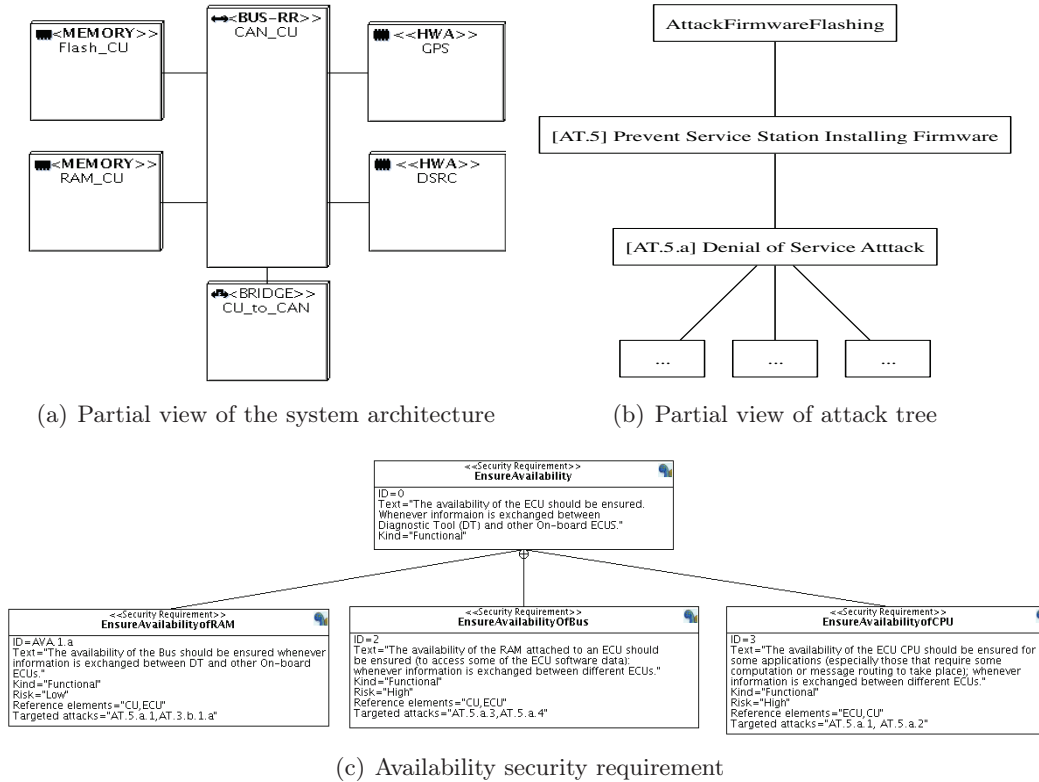 <MEMORY>>
Flash_CU
<BUS-RR>>
CAN_CU
<<HWA>>
GPS
<MEMORY>>
RAM_CU
<<HWA>>
DSRC
<BRIDGE>>
CU_to_CAN
(a) Partial view of the system architecture
AttackFirmwareFlashing
[AT.5] Prevent Service Station Installing Firmware
[AT.5.a] Denial of Service Atttack
...
...
...
(b) Partial view of attack tree
<<Security Requirement>>
EnsureAvailability
ID=0
Text="The availability of the ECU should be ensured.
Whenever informaion is exchanged between
Diagnostic Tool (DT) and other On-board ECUS."
Kind="Functional"
<<Security Requirement>>
EnsureAvailabilityofRAM
ID=AVA.1.a
Text="The availability of the Bus should be ensured whenever
information is exchanged between DT and other On-board
ECUs."
Kind="Functional"
Risk="Low"
Reference elements="CU,ECU"
Targeted attacks="AT.5.a.1,AT.3.b.1.a"
<<Security Requirement>>
EnsureAvailabilityOfBus
ID=2
Text="The availability of the RAM attached to an ECU should
be ensured (to access some of the ECU software data):
whenever information is exchanged between different ECUs."
Kind="Functional"
Risk="High"
Reference elements="CU,ECU"
Targeted attacks="AT.5.a.3,AT.5.a.4"
<<Security Requirement>>
EnsureAvailabilityofCPU
ID=3
Text="The availability of the ECU CPU should be ensured for
some applications (especially those that require some
computation or message routing to take place); whenever
information is exchanged between different ECUs."
Kind="Functional"
Risk="High"
Reference elements="ECU,CU"
Targeted attacks="AT.5.a.1, AT.5.a.2"
(c) Availability security requirement